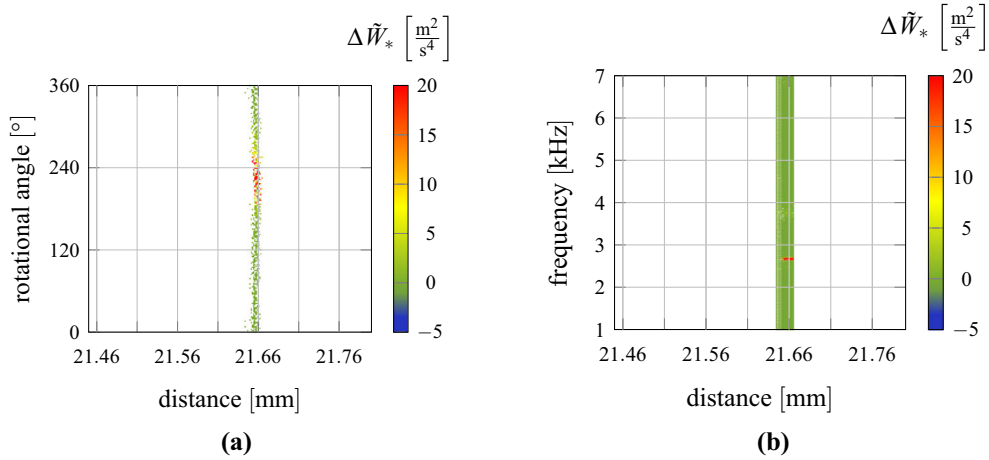 ΔW̃* [m²/s⁴]
360
240
120
0
rotational angle [°]
20
15
10
5
0
−5
21.46 21.56 21.66 21.76
distance [mm]
(a)
ΔW̃* [m²/s⁴]
7
6
5
4
3
2
1
frequency [kHz]
20
15
10
5
0
−5
21.46 21.56 21.66 21.76
distance [mm]
(b)